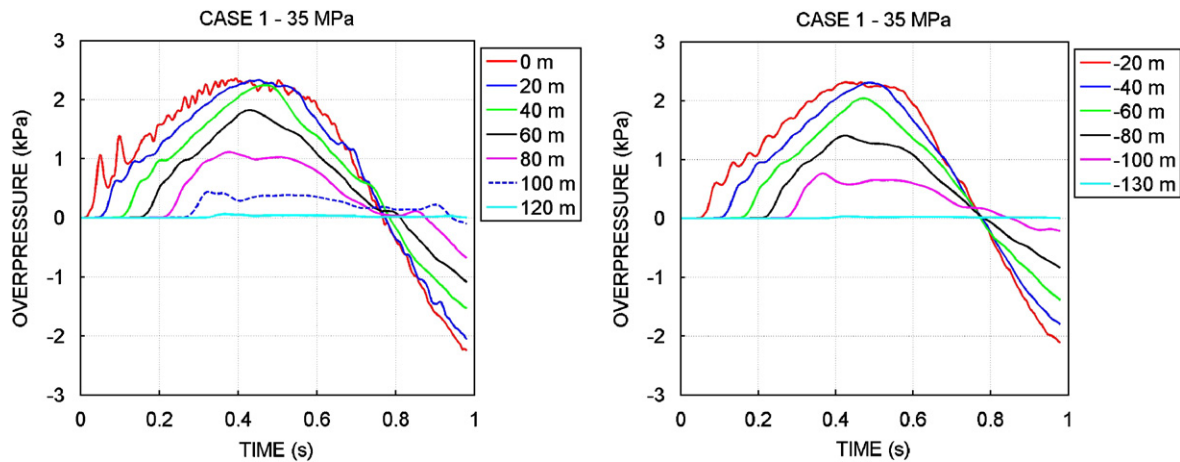 CASE 1 - 35 MPa
OVERPRESSURE (kPa)
3
2
1
0
-1
-2
-3
0
0.2
0.4
0.6
0.8
1
TIME (s)
0 m
20 m
40 m
60 m
80 m
100 m
120 m
CASE 1 - 35 MPa
OVERPRESSURE (kPa)
3
2
1
0
-1
-2
-3
0
0.2
0.4
0.6
0.8
1
TIME (s)
-20 m
-40 m
-60 m
-80 m
-100 m
-130 m